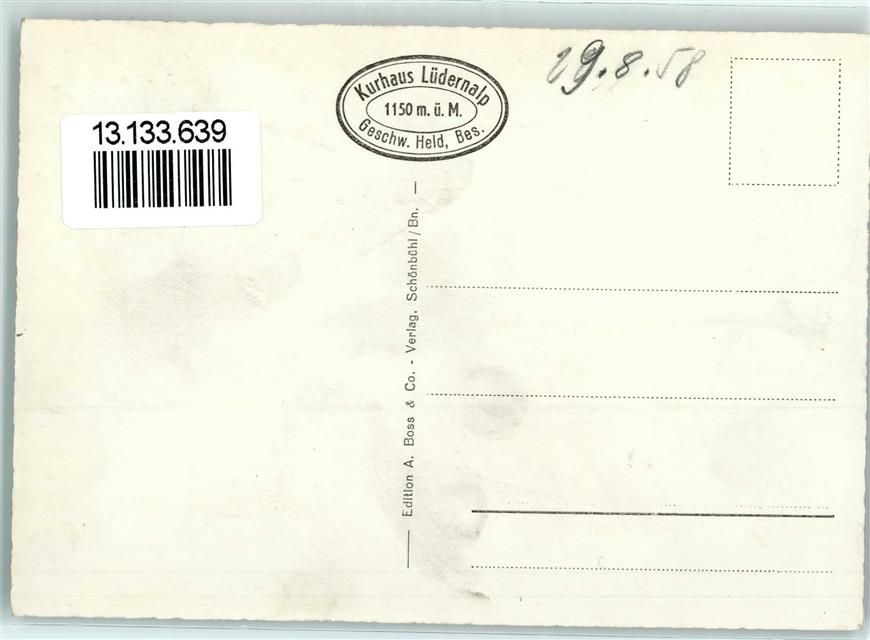 13.133.639
Kurhaus Lüdernalp
1150 m. ü. M.
Geschw. Held, Bes.
29.8.58
Edition A. Boss & Co. - Verlag, Schönbühl/Bn.